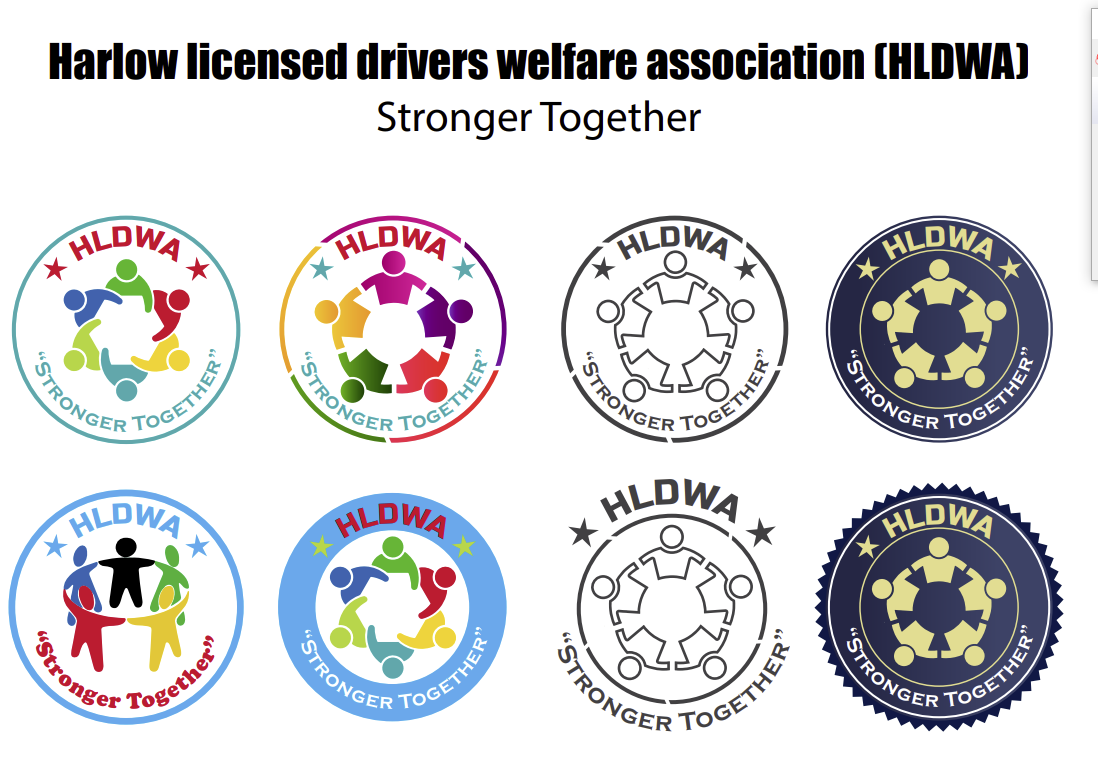 Harlow licensed drivers welfare association (HLDWA)
Stronger Together
HLDWA
"STRONGER TOGETHER"
HLDWA
"STRONGER TOGETHER"
HLDWA
"STRONGER TOGETHER"
HLDWA
"STRONGER TOGETHER"
HLDWA
"Stronger Together"
HLDWA
"STRONGER TOGETHER"
HLDWA
"STRONGER TOGETHER"
HLDWA
"STRONGER TOGETHER"